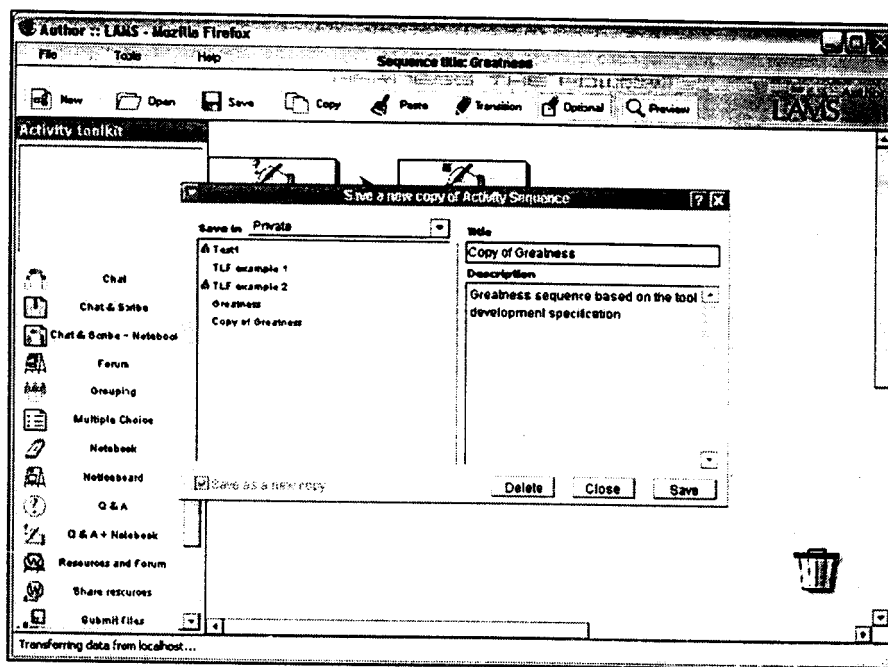 Author :: LAMS - Mozilla Firefox
File Tools Help Sequence title: Greatness
New Open Save Copy Paste Transition Optional Preview LAMS
Activity toolkit
Save a new copy of Activity Sequence
Save in Private
Title
Test1
Copy of Greatness
TLF example 1
Description
TLF example 2
Greatness sequence based on the tool
Greatness
development specification
Copy of Greatness
Chat
Chat & Scribe
Chat & Scribe - Notebook
Forum
Grouping
Multiple Choice
Notebook
Noticeboard
Save as a new copy Delete Close Save
Q & A
Q & A + Notebook
Resources and Forum
Share resources
Submit files
Transferring data from localhost...